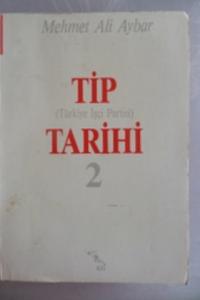 Mehmet Ali Aybar
TİP
(Türkiye İşçi Partisi)
TARİHİ
2